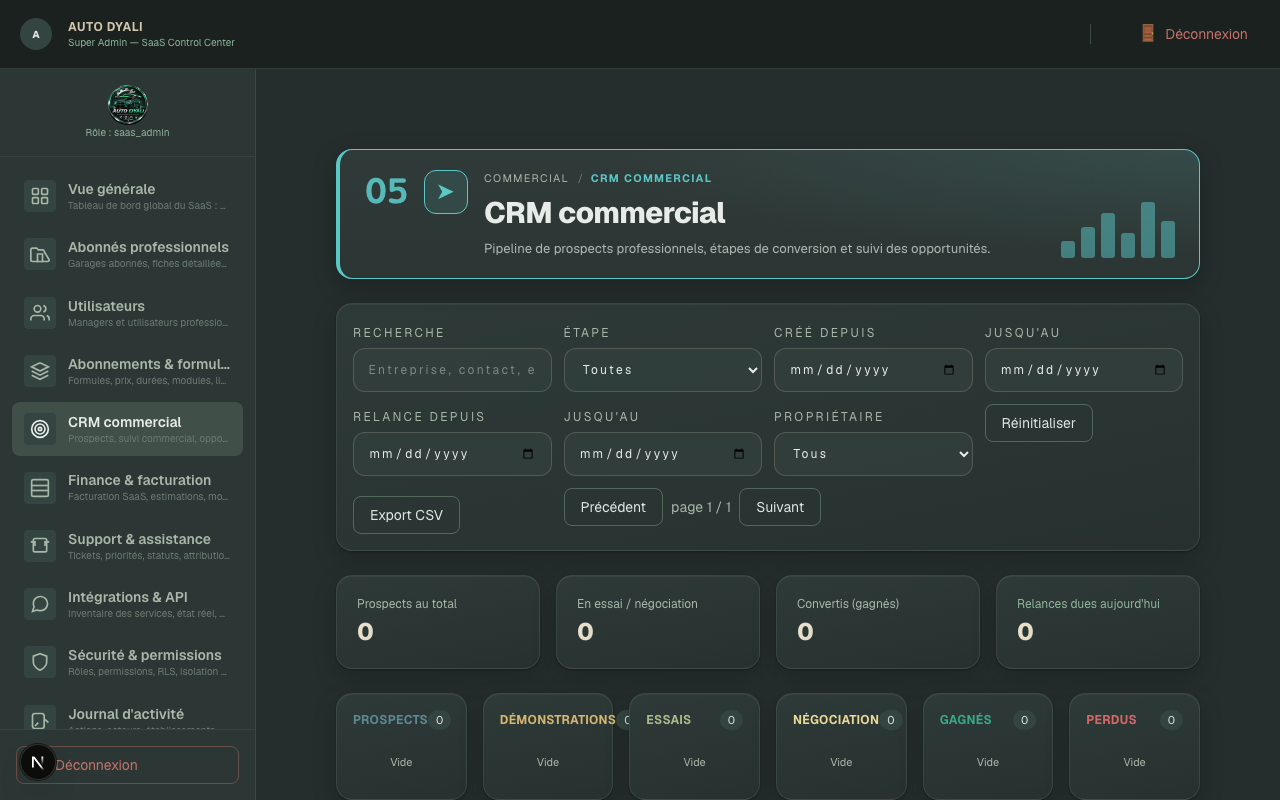 A
AUTO DYALI
Super Admin — SaaS Control Center
Déconnexion
AUTO DYALI
Rôle : saas_admin
Vue générale
Tableau de bord global du SaaS : …
Abonnés professionnels
Garages abonnés, fiches détaillée…
Utilisateurs
Managers et utilisateurs professio…
Abonnements & formul…
Formules, prix, durées, modules, li…
CRM commercial
Prospects, suivi commercial, oppo…
Finance & facturation
Facturation SaaS, estimations, mo…
Support & assistance
Tickets, priorités, statuts, attributio…
Intégrations & API
Inventaire des services, état réel, …
Sécurité & permissions
Rôles, permissions, RLS, isolation …
Journal d'activité
N
Déconnexion
05
COMMERCIAL / CRM COMMERCIAL
CRM commercial
Pipeline de prospects professionnels, étapes de conversion et suivi des opportunités.
RECHERCHE
ÉTAPE
CRÉÉ DEPUIS
JUSQU'AU
Entreprise, contact, e
Toutes
mm/dd/yyyy
mm/dd/yyyy
RELANCE DEPUIS
JUSQU'AU
PROPRIÉTAIRE
Réinitialiser
mm/dd/yyyy
mm/dd/yyyy
Tous
Export CSV
Précédent
page 1 / 1
Suivant
Prospects au total
0
En essai / négociation
0
Convertis (gagnés)
0
Relances dues aujourd'hui
0
PROSPECTS 0
Vide
DÉMONSTRATIONS
Vide
ESSAIS 0
Vide
NÉGOCIATION 0
Vide
GAGNÉS 0
Vide
PERDUS 0
Vide